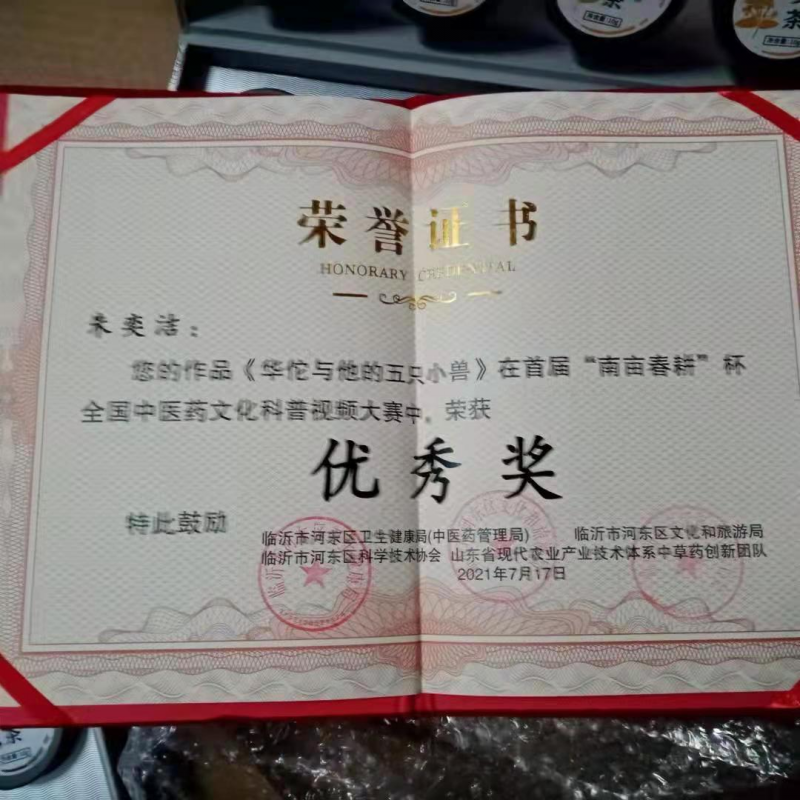 茶
荣誉证书
HONORARY CREDENTIAL
朱奕洁：
您的作品《华佗与他的五只小兽》在首届“南亩春耕”杯
全国中医药文化科普视频大赛中，荣获
优秀奖
特此鼓励
临沂市河东区卫生健康局(中医药管理局) 临沂市河东区文化和旅游局
临沂市河东区科学技术协会 山东省现代农业产业技术体系中草药创新团队
2021年7月17日
茶